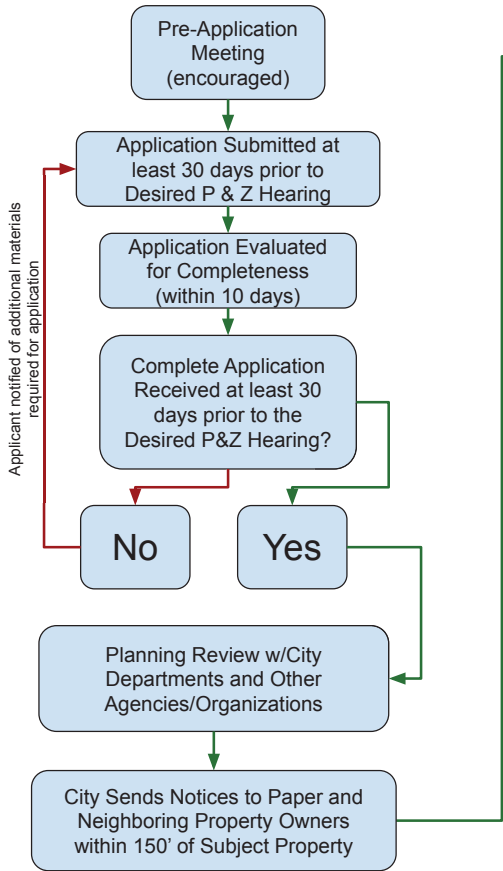 Pre-Application
Meeting
(encouraged)
Application Submitted at
least 30 days prior to
Desired P & Z Hearing
Application Evaluated
for Completeness
(within 10 days)
Complete Application
Received at least 30
days prior to the
Desired P&Z Hearing?
Applicant notified of additional materials
required for application
No
Yes
Planning Review w/City
Departments and Other
Agencies/Organizations
City Sends Notices to Paper and
Neighboring Property Owners
within 150' of Subject Property